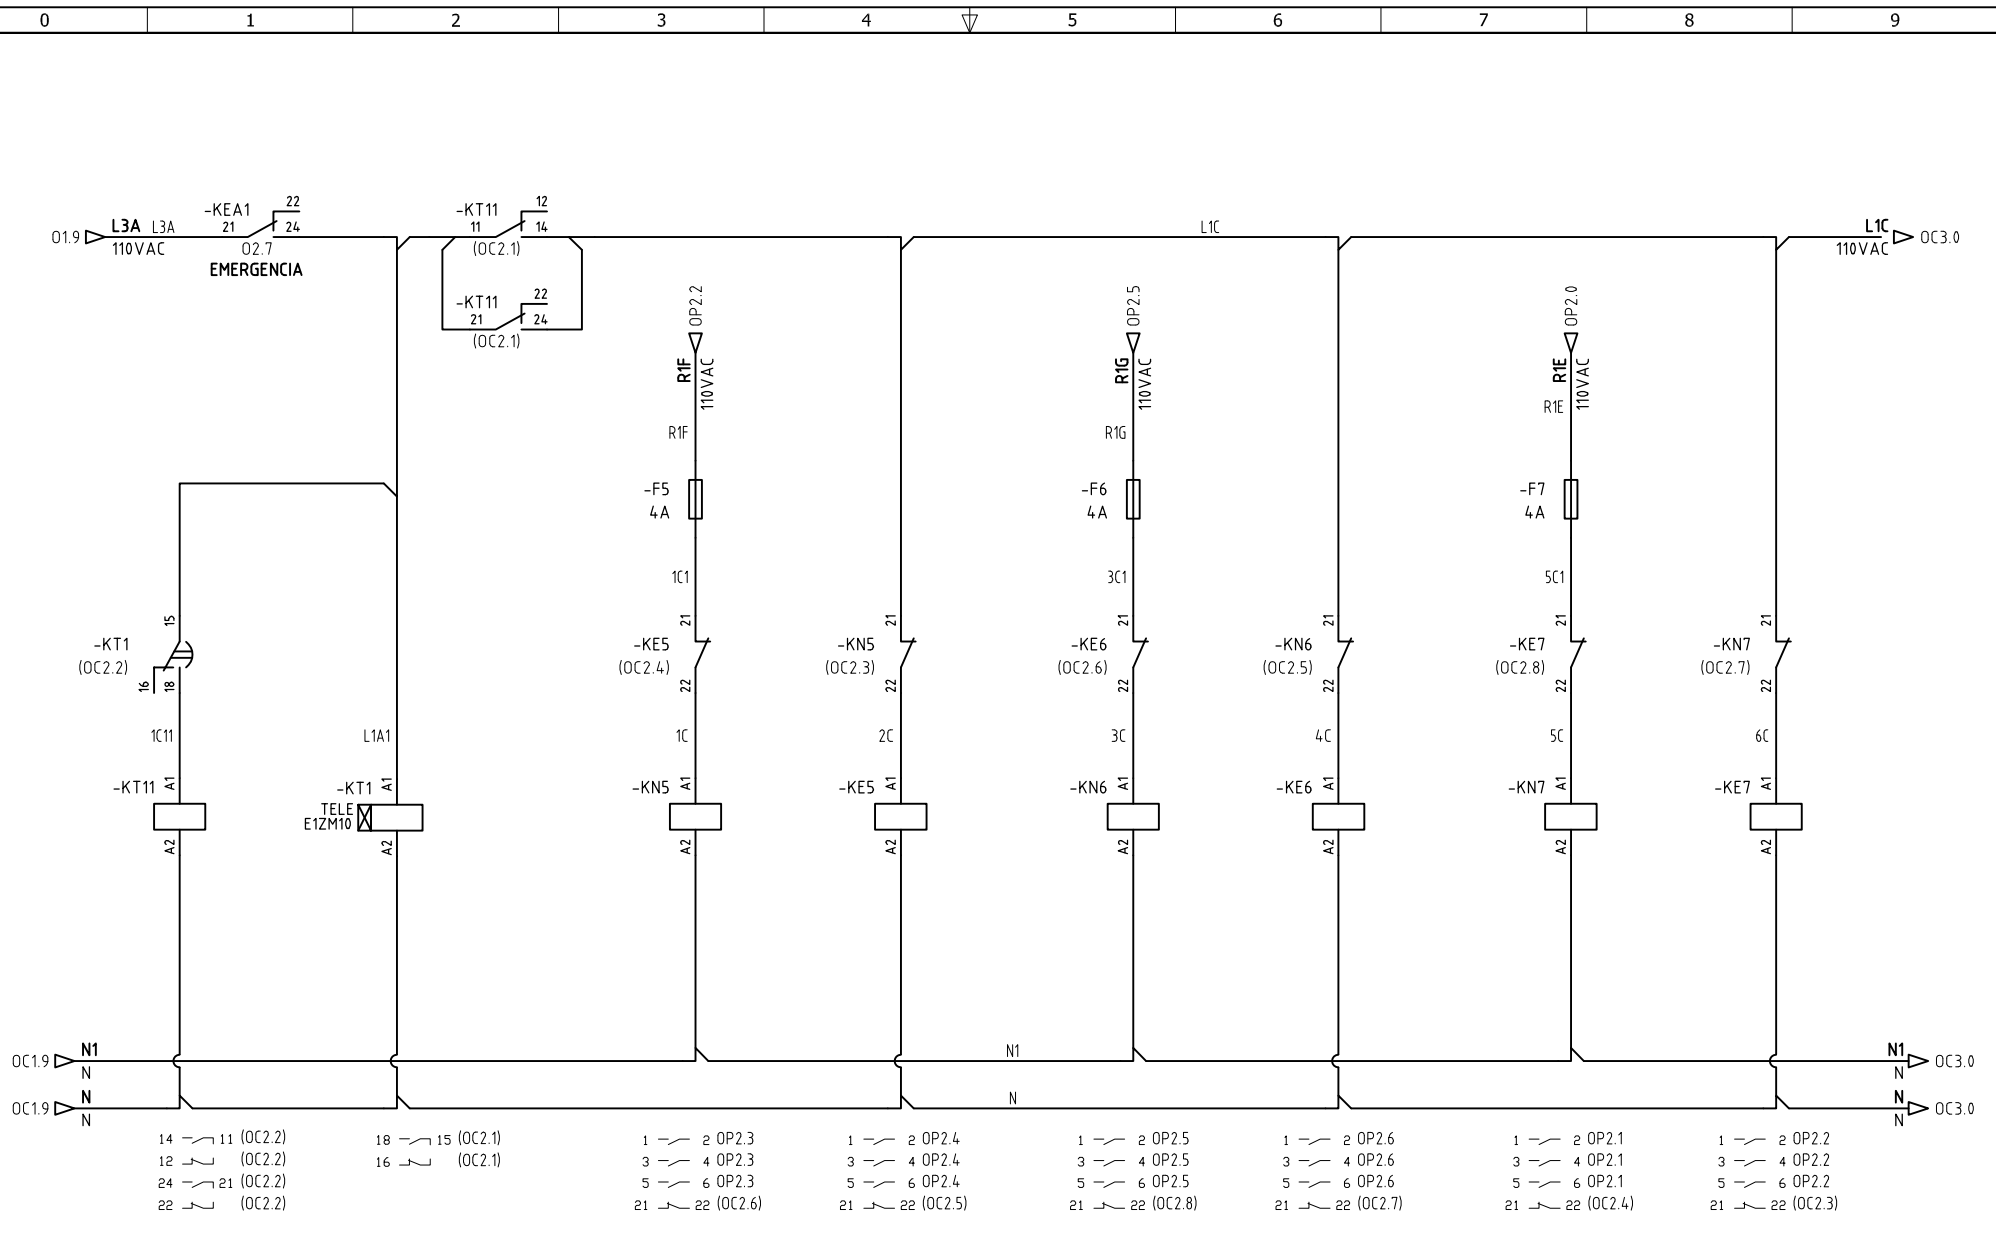 0 1 2 3 4 5 6 7 8 9
-KEA1 22
O1.9 L3A L3A 21 24
110VAC O2.7
EMERGENCIA
-KT11 12
11 14
(OC2.1)
-KT11 22
21 24
(OC2.1)
L1C
L1C OC3.0
110VAC
OP2.2
R1F 110VAC
R1F
OP2.5
R1G 110VAC
R1G
OP2.0
R1E 110VAC
R1E
-F5
4A
-F6
4A
-F7
4A
1C1 3C1 5C1
15 21 21 21 21 21 21
-KT1 -KE5 -KN5 -KE6 -KN6 -KE7 -KN7
(OC2.2) (OC2.4) (OC2.3) (OC2.6) (OC2.5) (OC2.8) (OC2.7)
16 18 22 22 22 22 22 22
1C11 L1A1 1C 2C 3C 4C 5C 6C
-KT11 A1 -KT1 A1 -KN5 A1 -KE5 A1 -KN6 A1 -KE6 A1 -KN7 A1 -KE7 A1
TELE
E1ZM10
A2 A2 A2 A2 A2 A2 A2 A2
OC1.9 N1 N1 N1 OC3.0
N N
OC1.9 N N N OC3.0
N N
14 11 (OC2.2)
12 (OC2.2)
24 21 (OC2.2)
22 (OC2.2)
18 15 (OC2.1)
16 (OC2.1)
1 2 OP2.3
3 4 OP2.3
5 6 OP2.3
21 22 (OC2.6)
1 2 OP2.4
3 4 OP2.4
5 6 OP2.4
21 22 (OC2.5)
1 2 OP2.5
3 4 OP2.5
5 6 OP2.5
21 22 (OC2.8)
1 2 OP2.6
3 4 OP2.6
5 6 OP2.6
21 22 (OC2.7)
1 2 OP2.1
3 4 OP2.1
5 6 OP2.1
21 22 (OC2.4)
1 2 OP2.2
3 4 OP2.2
5 6 OP2.2
21 22 (OC2.3)